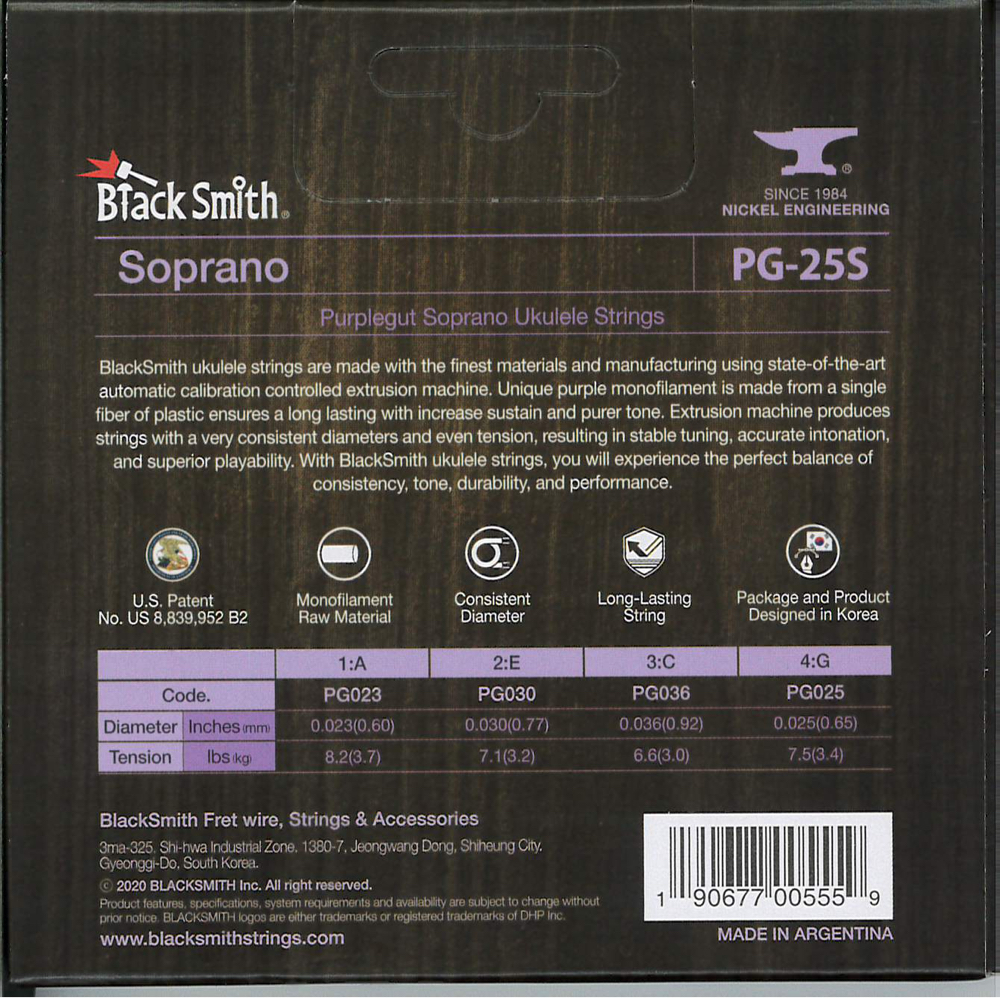 Black Smith®
®
SINCE 1984
NICKEL ENGINEERING
Soprano
PG-25S
Purplegut Soprano Ukulele Strings
BlackSmith ukulele strings are made with the finest materials and manufacturing using state-of-the-art
automatic calibration controlled extrusion machine. Unique purple monofilament is made from a single
fiber of plastic ensures a long lasting with increase sustain and purer tone. Extrusion machine produces
strings with a very consistent diameters and even tension, resulting in stable tuning, accurate intonation,
and superior playability. With BlackSmith ukulele strings, you will experience the perfect balance of
consistency, tone, durability, and performance.
U.S. Patent
No. US 8,839,952 B2
Monofilament
Raw Material
Consistent
Diameter
Long-Lasting
String
Package and Product
Designed in Korea
1:A 2:E 3:C 4:G
Code. PG023 PG030 PG036 PG025
Diameter Inches (mm) 0.023(0.60) 0.030(0.77) 0.036(0.92) 0.025(0.65)
Tension lbs (kg) 8.2(3.7) 7.1(3.2) 6.6(3.0) 7.5(3.4)
BlackSmith Fret wire, Strings & Accessories
3ma-325, Shi-hwa Industrial Zone, 1380-7, Jeongwang Dong, Shiheung City.
Gyeonggi-Do, South Korea.
© 2020 BLACKSMITH Inc. All right reserved.
Product features, specifications, system requirements and availability are subject to change without
prior notice. BLACKSMITH logos are either trademarks or registered trademarks of DHP Inc.
www.blacksmithstrings.com
1 90677 00555 9
MADE IN ARGENTINA